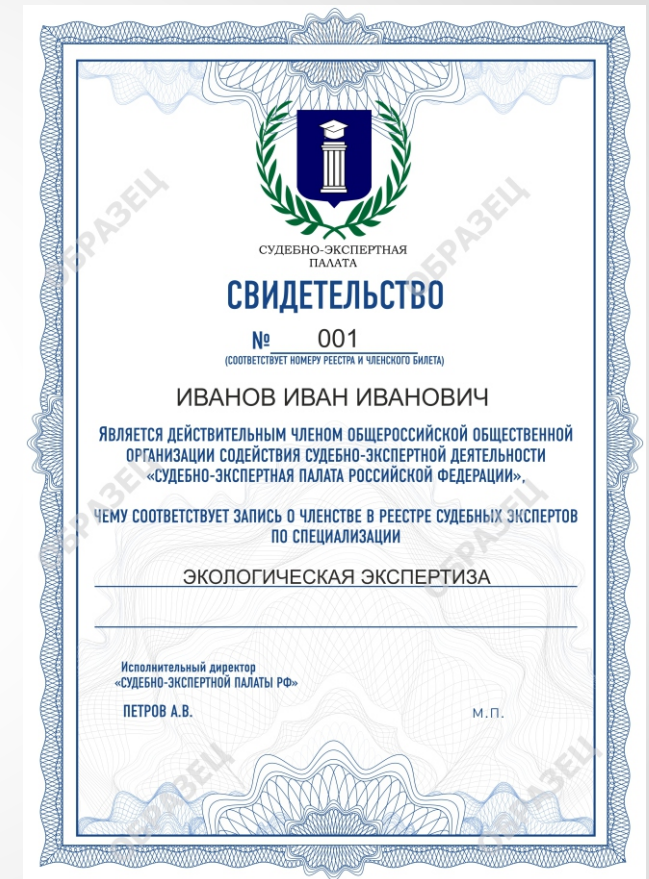 СУДЕБНО-ЭКСПЕРТНАЯ
ПАЛАТА
СВИДЕТЕЛЬСТВО
№ 001
(СООТВЕТСТВУЕТ НОМЕРУ РЕЕСТРА И ЧЛЕНСКОГО БИЛЕТА)
ИВАНОВ ИВАН ИВАНОВИЧ
ЯВЛЯЕТСЯ ДЕЙСТВИТЕЛЬНЫМ ЧЛЕНОМ ОБЩЕРОССИЙСКОЙ ОБЩЕСТВЕННОЙ
ОРГАНИЗАЦИИ СОДЕЙСТВИЯ СУДЕБНО-ЭКСПЕРТНОЙ ДЕЯТЕЛЬНОСТИ
«СУДЕБНО-ЭКСПЕРТНАЯ ПАЛАТА РОССИЙСКОЙ ФЕДЕРАЦИИ»,
ЧЕМУ СООТВЕТСТВУЕТ ЗАПИСЬ О ЧЛЕНСТВЕ В РЕЕСТРЕ СУДЕБНЫХ ЭКСПЕРТОВ
ПО СПЕЦИАЛИЗАЦИИ
ЭКОЛОГИЧЕСКАЯ ЭКСПЕРТИЗА
Исполнительный директор
«СУДЕБНО-ЭКСПЕРТНОЙ ПАЛАТЫ РФ»
ПЕТРОВ А.В.
М.П.
ОБРАЗЕЦ
ОБРАЗЕЦ
ОБРАЗЕЦ
ОБРАЗЕЦ
ОБРАЗЕЦ
ОБРАЗЕЦ